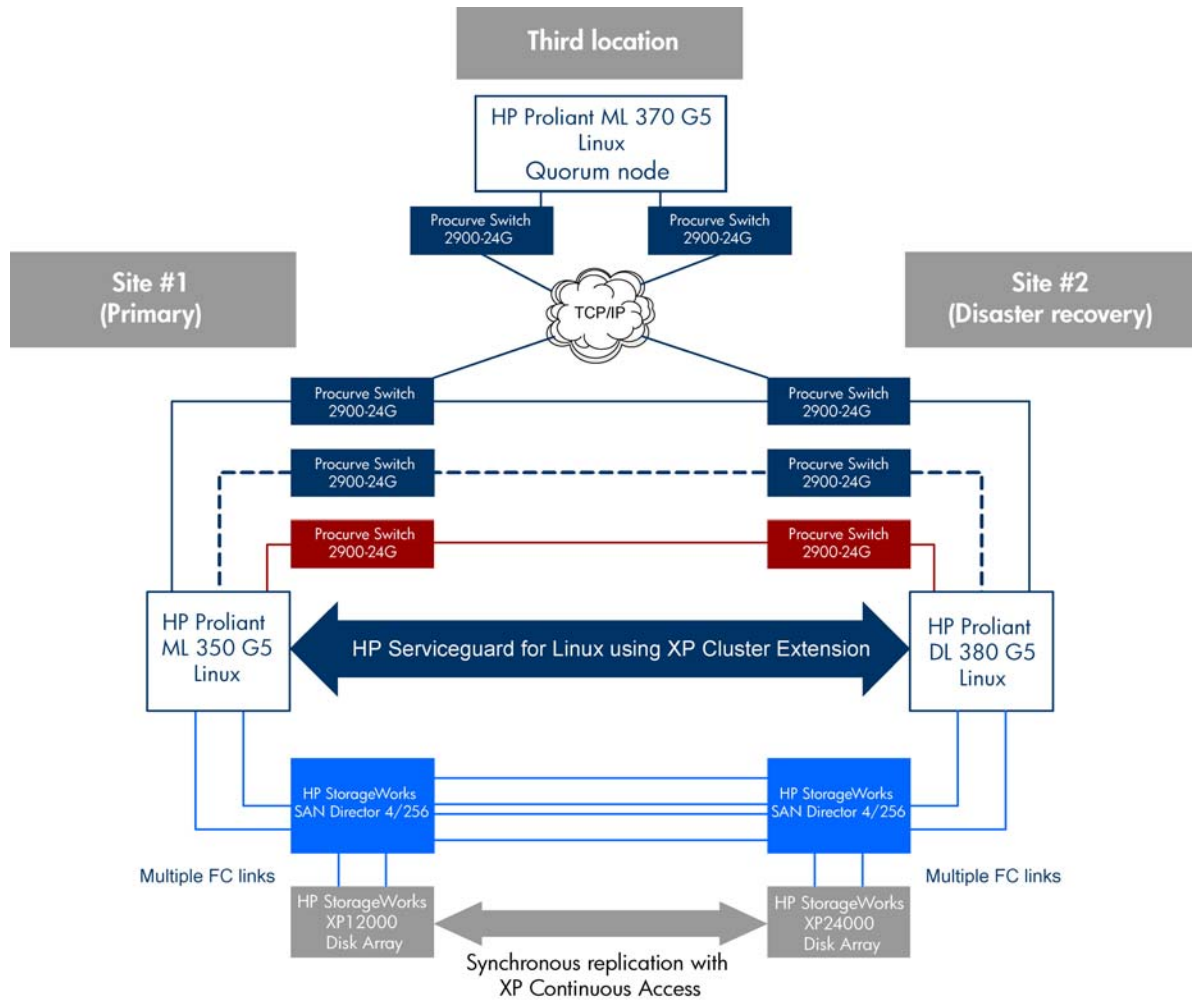 Third location
HP Proliant ML 370 G5
Linux
Quorum node
Procurve Switch
2900-24G
Procurve Switch
2900-24G
Site #1
(Primary)
TCP/IP
Site #2
(Disaster recovery)
Procurve Switch
2900-24G
Procurve Switch
2900-24G
Procurve Switch
2900-24G
Procurve Switch
2900-24G
Procurve Switch
2900-24G
Procurve Switch
2900-24G
HP Proliant
ML 350 G5
Linux
HP Serviceguard for Linux using XP Cluster Extension
HP Proliant
DL 380 G5
Linux
HP StorageWorks
SAN Director 4/256
HP StorageWorks
SAN Director 4/256
Multiple FC links
Multiple FC links
HP StorageWorks
XP12000
Disk Array
HP StorageWorks
XP24000
Disk Array
Synchronous replication with
XP Continuous Access